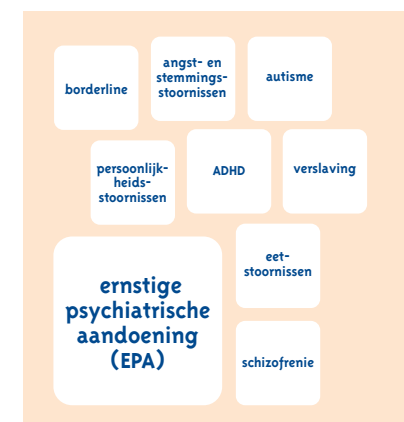 borderline
angst- en
stemmings-
stoornissen
autisme
persoonlijk-
heids-
stoornissen
ADHD
verslaving
ernstige
psychiatrische
aandoening
(EPA)
eet-
stoornissen
schizofrenie